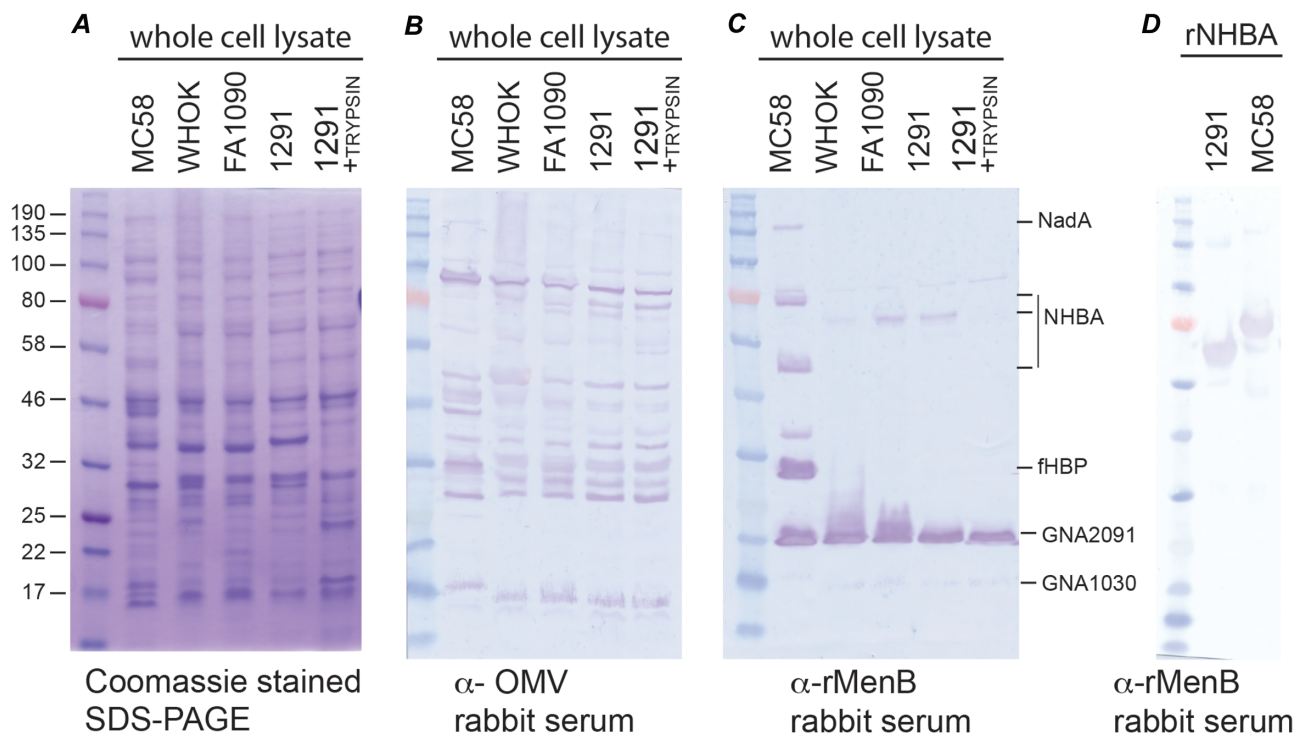 A
whole cell lysate
MC58
WHOK
FA1090
1291
1291
+TRYPSIN
190
135
100
80
58
46
32
25
22
17
Coomassie stained
SDS-PAGE
B
whole cell lysate
MC58
WHOK
FA1090
1291
1291
+TRYPSIN
α- OMV
rabbit serum
C
whole cell lysate
MC58
WHOK
FA1090
1291
1291
+TRYPSIN
NadA
NHBA
fHBP
GNA2091
GNA1030
α-rMenB
rabbit serum
D
rNHBA
1291
MC58
α-rMenB
rabbit serum